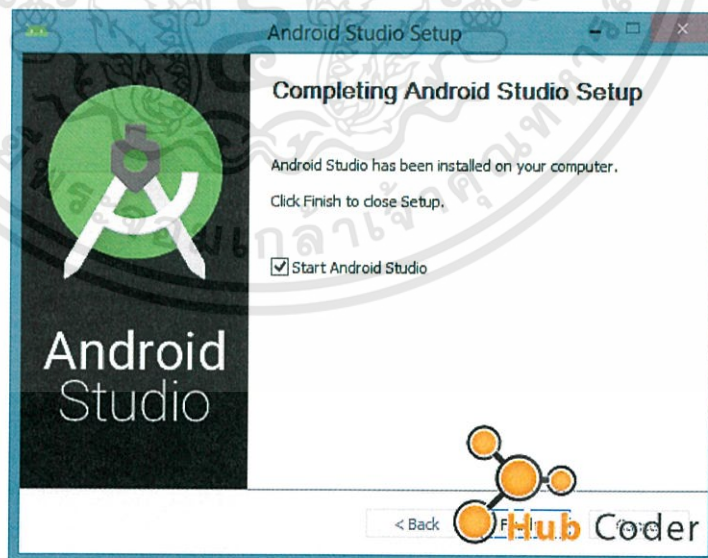 Android Studio Setup
Completing Android Studio Setup
Android Studio has been installed on your computer.
Click Finish to close Setup.
Start Android Studio
Android
Studio
< Back
Hub Coder